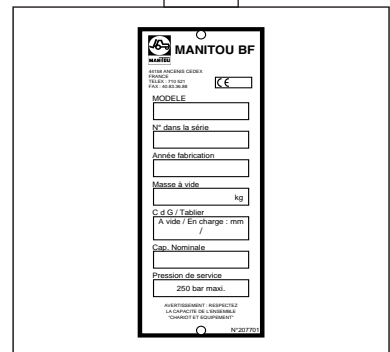 MANITOU BF
MANITOU
44158 ANCENIS CEDEX
FRANCE
TELEX : 710 521
FAX : 40.83.36.88
CE
MODELE
N° dans la série
Année fabrication
Masse à vide
kg
C d G / Tablier
A vide / En charge : mm
/
Cap. Nominale
Pression de service
250 bar maxi.
AVERTISSEMENT : RESPECTEZ
LA CAPACITE DE L'ENSEMBLE
"CHARIOT ET EQUIPEMENT"
N°207701